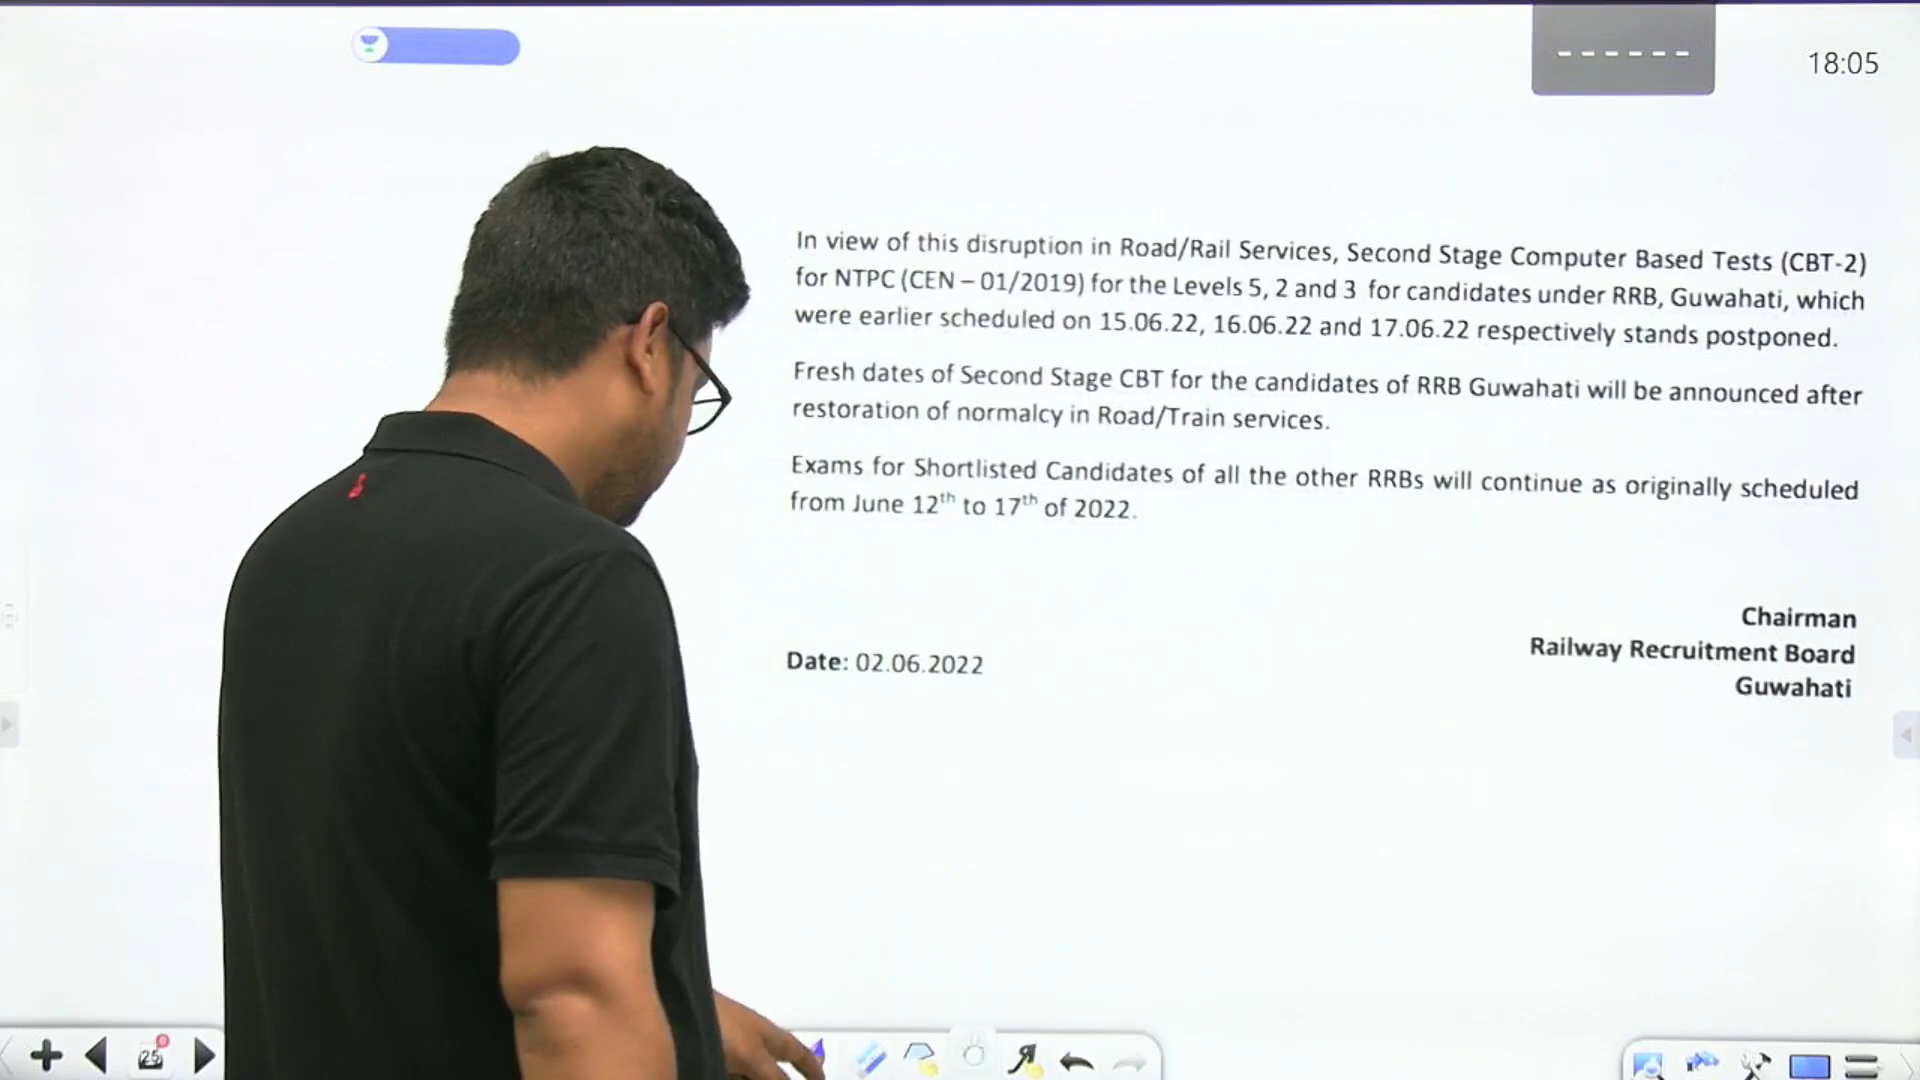 18:05
In view of this disruption in Road/Rail Services, Second Stage Computer Based Tests (CBT-2)
for NTPC (CEN – 01/2019) for the Levels 5, 2 and 3 for candidates under RRB, Guwahati, which
were earlier scheduled on 15.06.22, 16.06.22 and 17.06.22 respectively stands postponed.
Fresh dates of Second Stage CBT for the candidates of RRB Guwahati will be announced after
restoration of normalcy in Road/Train services.
Exams for Shortlisted Candidates of all the other RRBs will continue as originally scheduled
from June 12th to 17th of 2022.
Chairman
Railway Recruitment Board
Guwahati
Date: 02.06.2022
25